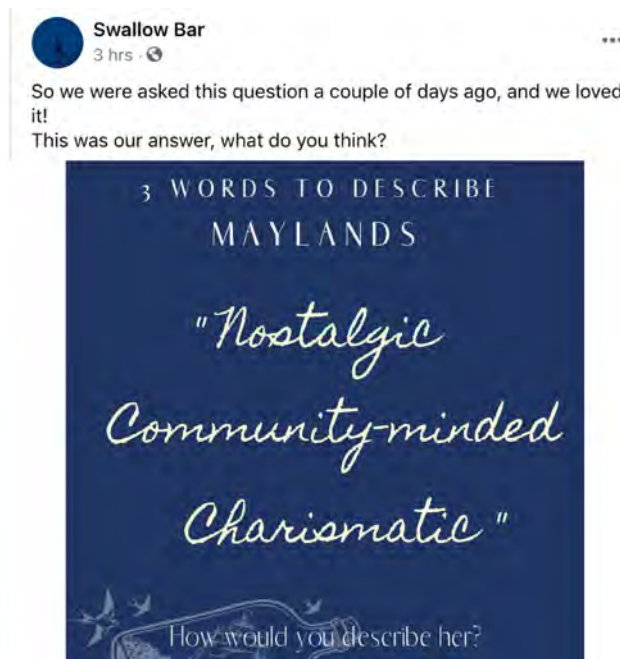 Swallow Bar
3 hrs ·
So we were asked this question a couple of days ago, and we loved
it!
This was our answer, what do you think?
3 WORDS TO DESCRIBE
MAYLANDS
"Nostalgic
Community-minded
Charismatic"
How would you describe her?